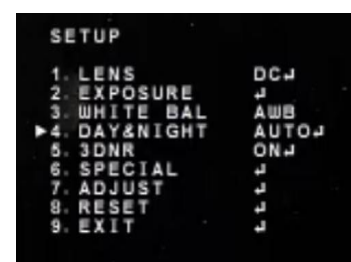 SETUP
1. LENS DC↵
2. EXPOSURE ↵
3. WHITE BAL AWB
▶4. DAY&NIGHT AUTO↵
5. 3DNR ON↵
6. SPECIAL ↵
7. ADJUST ↵
8. RESET ↵
9. EXIT ↵